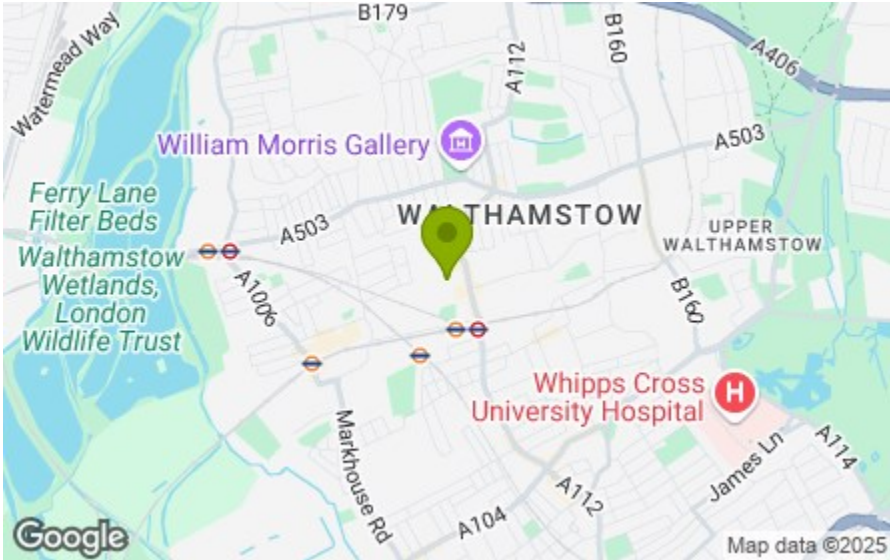 B179
Watermead Way
A112
B160
A406
William Morris Gallery
A503
Ferry Lane
Filter Beds
WALTHAMSTOW
A503
UPPER
WALTHAMSTOW
Walthamstow
Wetlands,
London
Wildlife Trust
A1006
B160
Whipps Cross
University Hospital
H
Markhouse Rd
James Ln
A114
A112
A104
Google
Map data ©2025